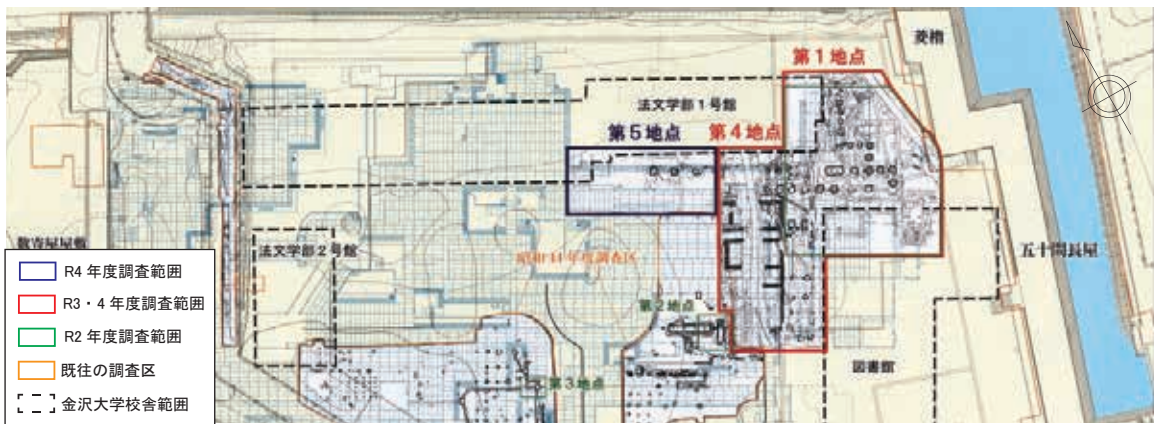 菱櫓
第1地点
法文学部1号館
第5地点
第4地点
数寄屋屋敷
法文学部2号館
昭和44年度調査区
五十間長屋
第2地点
図書館
第3地点
R4 年度調査範囲
R3・4 年度調査範囲
R2 年度調査範囲
既往の調査区
金沢大学校舎範囲